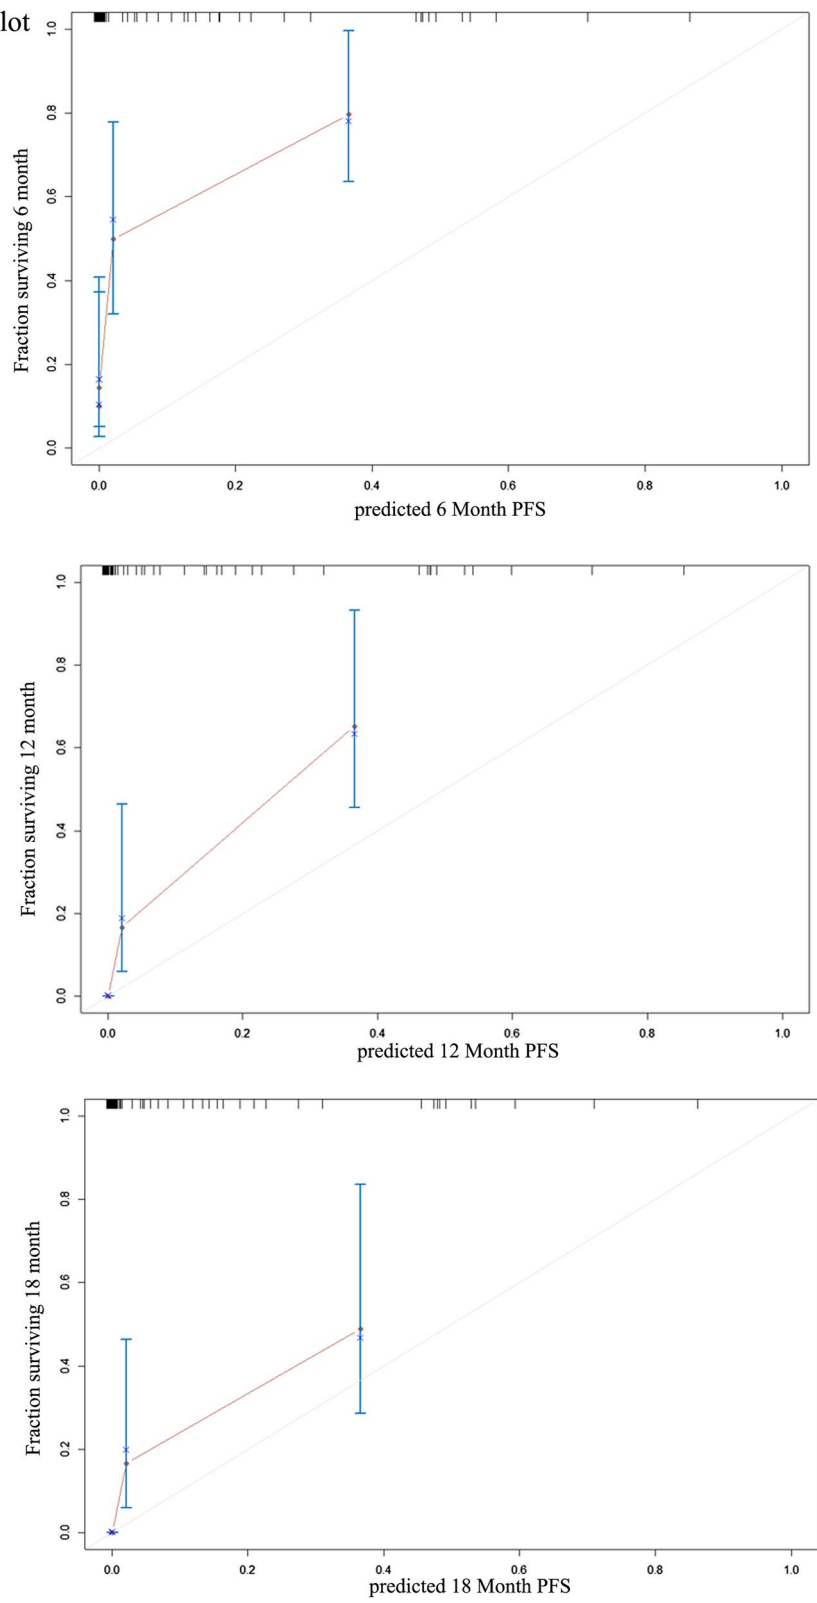 lot
1.0
0.8
0.6
0.4
0.2
0.0
Fraction surviving 6 month
0.0 0.2 0.4 0.6 0.8 1.0
predicted 6 Month PFS
1.0
0.8
0.6
0.4
0.2
0.0
Fraction surviving 12 month
0.0 0.2 0.4 0.6 0.8 1.0
predicted 12 Month PFS
1.0
0.8
0.6
0.4
0.2
0.0
Fraction surviving 18 month
0.0 0.2 0.4 0.6 0.8 1.0
predicted 18 Month PFS